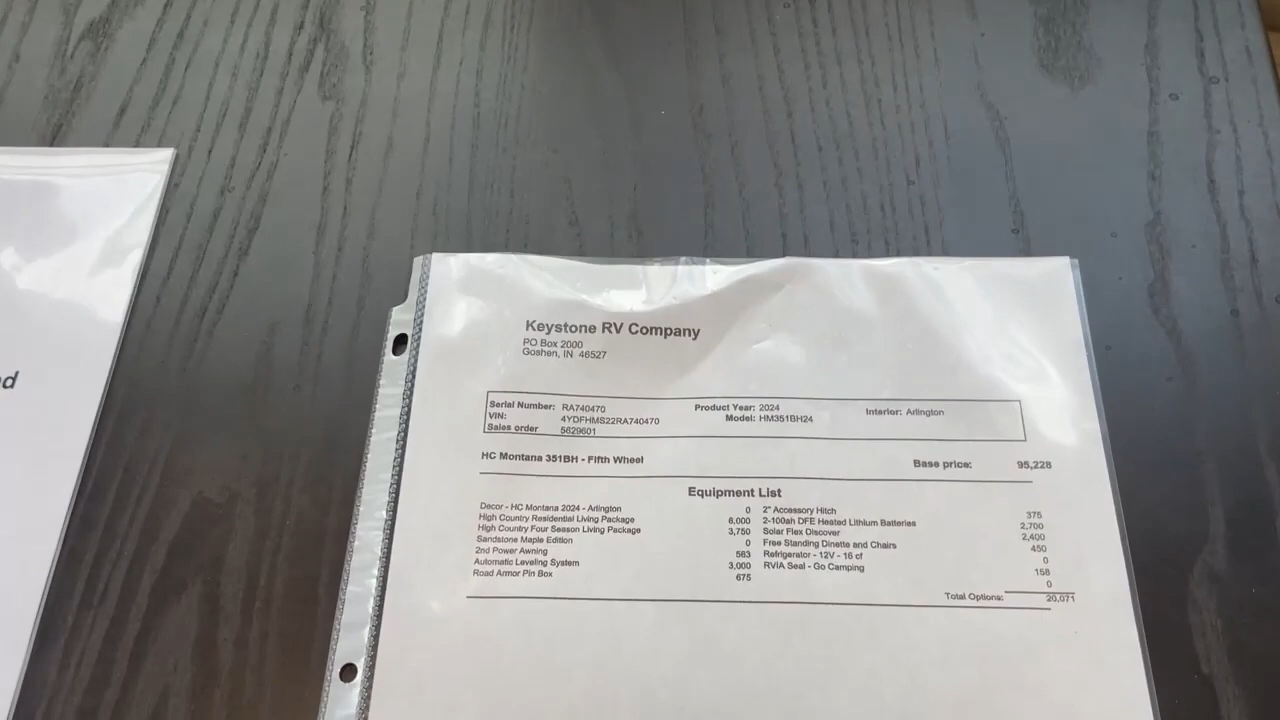 ed
Keystone RV Company
PO Box 2000
Goshen, IN 46527
Serial Number: RA740470 Product Year: 2024 Interior: Arlington
VIN: 4YDFHMS22RA740470 Model: HM351BH24
Sales order 5629601
HC Montana 351BH - Fifth Wheel Base price: 95,228
Equipment List
Decor - HC Montana 2024 - Arlington 0 2" Accessory Hitch 375
High Country Residential Living Package 6,000 2-100ah DFE Heated Lithium Batteries 2,700
High Country Four Season Living Package 3,750 Solar Flex Discover 2,400
Sandstone Maple Edition 0 Free Standing Dinette and Chairs 450
2nd Power Awning 563 Refrigerator - 12V - 16 cf 0
Automatic Leveling System 3,000 RVIA Seal - Go Camping 158
Road Armor Pin Box 675 0
Total Options: 20,071